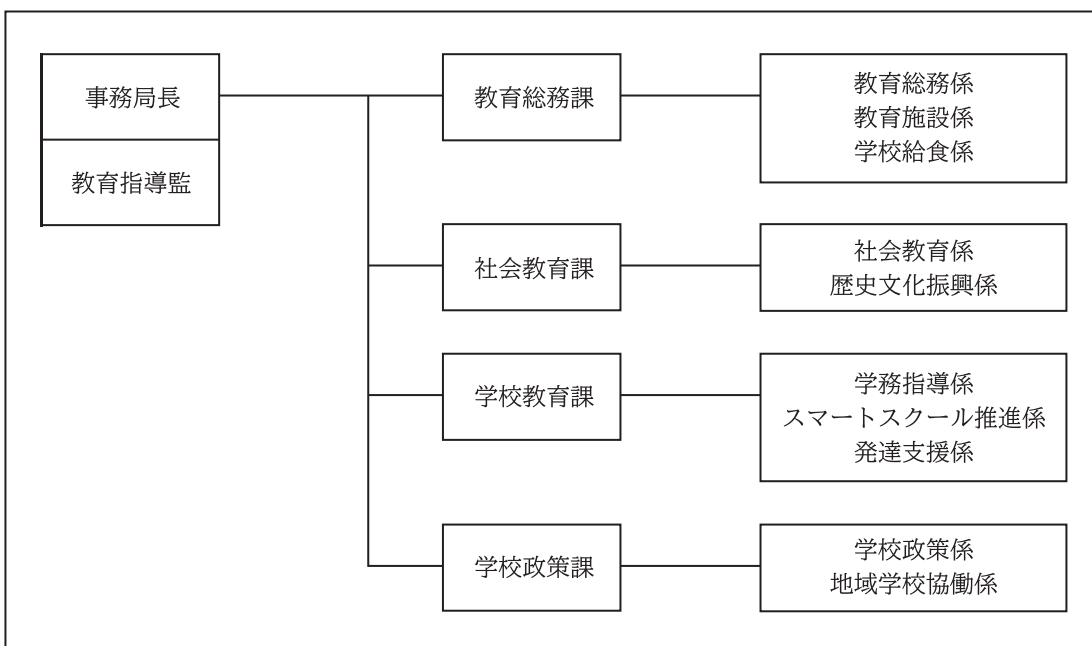 事務局長
教育指導監
教育総務課
教育総務係
教育施設係
学校給食係
社会教育課
社会教育係
歴史文化振興係
学校教育課
学務指導係
スマートスクール推進係
発達支援係
学校政策課
学校政策係
地域学校協働係